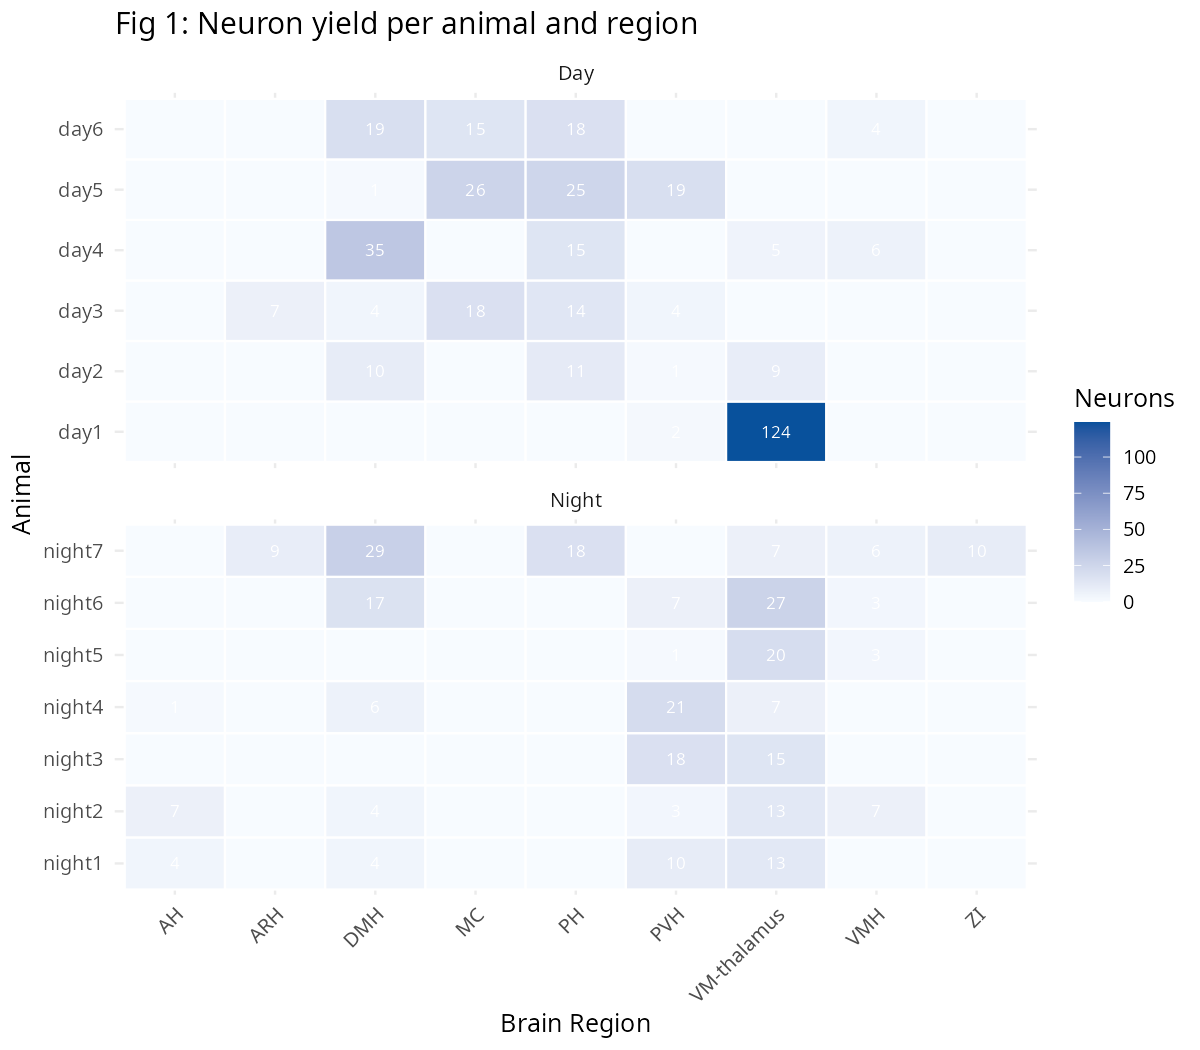 Fig 1: Neuron yield per animal and region
Day
day6 19 15 18 4
day5 1 26 25 19
day4 35 15 5 6
day3 7 4 18 14 4
day2 10 11 1 9
day1 2 124
Night
night7 9 29 18 7 6 10
night6 17 7 27 3
night5 1 20 3
night4 1 6 21 7
night3 18 15
night2 7 4 3 13 7
night1 4 4 10 13
AH ARH DMH MC PH PVH VM-thalamus VMH ZI
Brain Region
Animal
Neurons
100
75
50
25
0